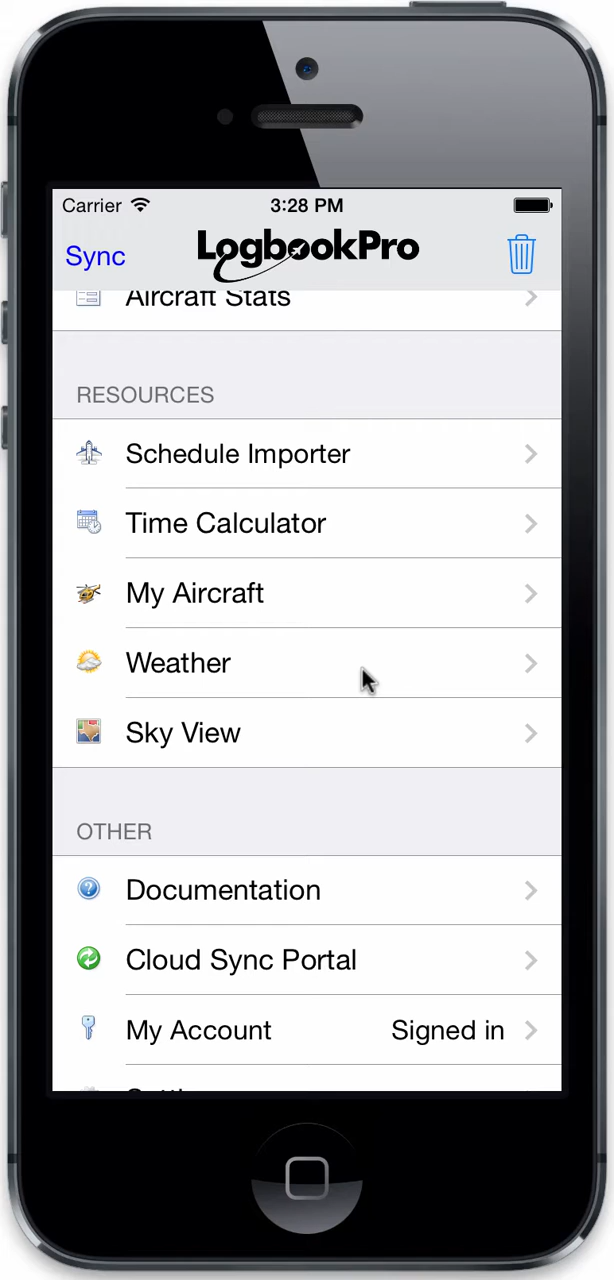 Carrier 3:28 PM
Sync LogbookPro
Aircraft Stats
RESOURCES
Schedule Importer
Time Calculator
My Aircraft
Weather
Sky View
OTHER
Documentation
Cloud Sync Portal
My Account Signed in